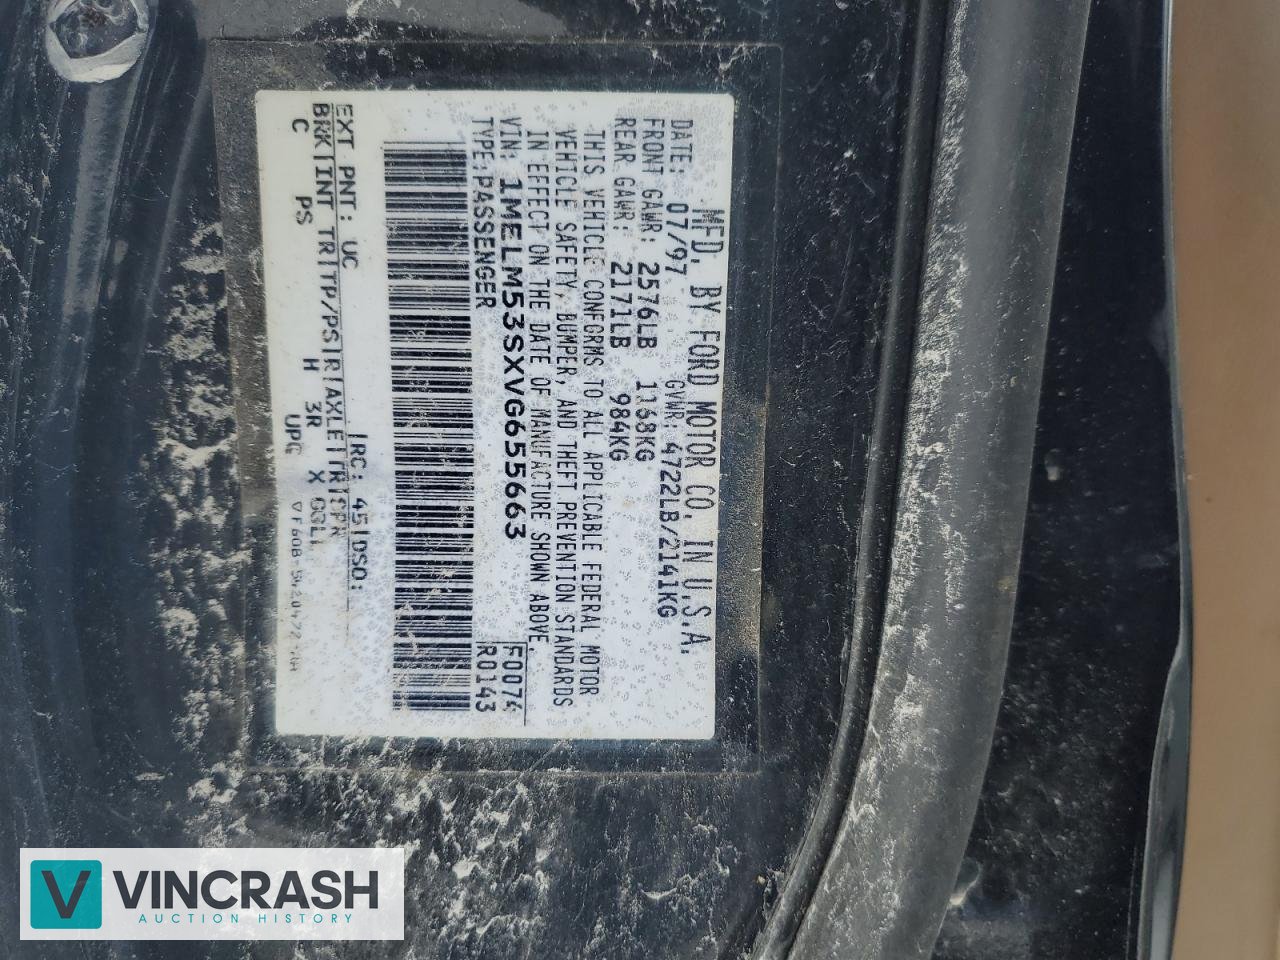 MFD. BY FORD MOTOR CO. IN U.S.A.
DATE: 07/97 GVWR: 4722LB/2141KG
FRONT GAWR: 2576LB 1168KG
REAR GAWR: 2171LB 984KG
THIS VEHICLE CONFORMS TO ALL APPLICABLE FEDERAL MOTOR
VEHICLE SAFETY, BUMPER, AND THEFT PREVENTION STANDARDS
IN EFFECT ON THE DATE OF MANUFACTURE SHOWN ABOVE.
VIN: 1MELM53SXVG655663 F0074
TYPE: PASSENGER R0143
EXT PNT: UC RC: 45 DSO:
BRK INT TR TP/PS R AXLE TR SPR
C PS H 3R X GGLL
UPG
VINCRASH
AUCTION HISTORY